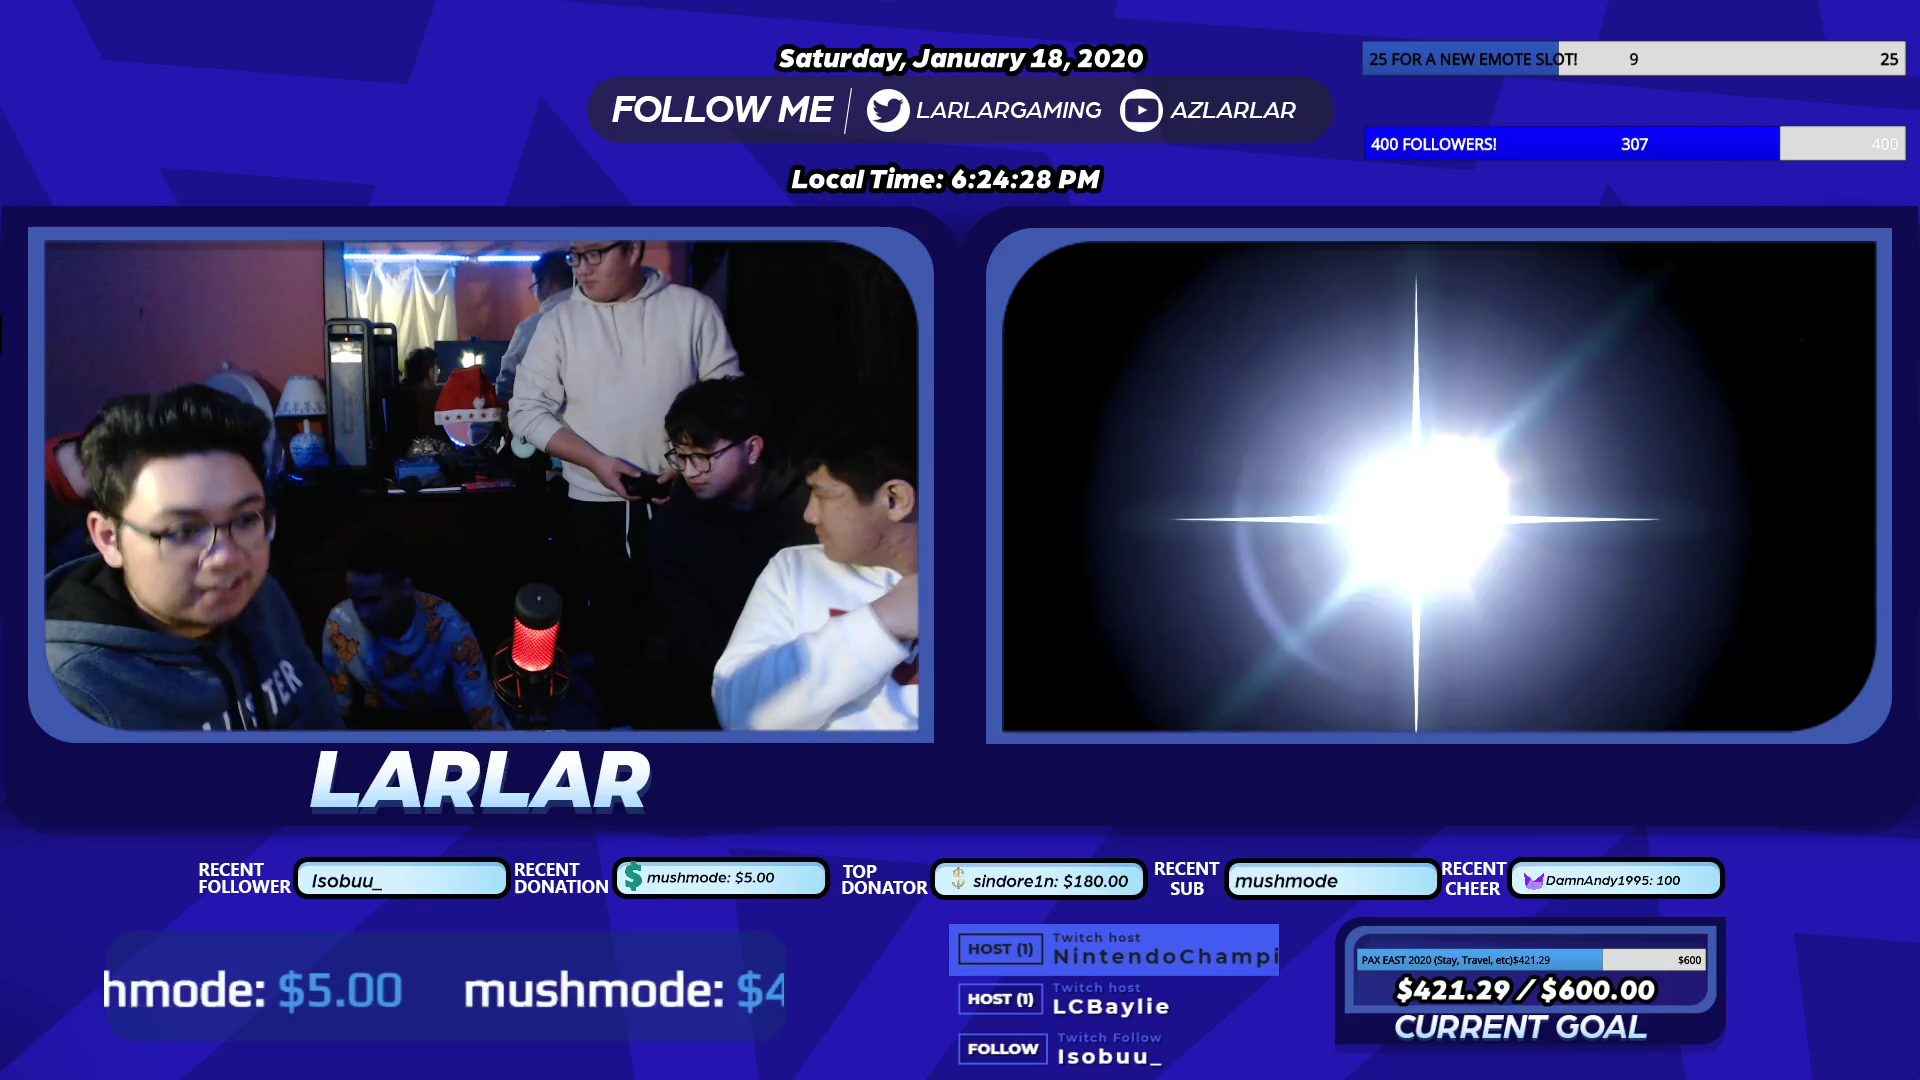 Saturday, January 18, 2020
FOLLOW ME
LARLARGAMING
AZLARLAR
Local Time: 6:24:28 PM
25 FOR A NEW EMOTE SLOT!
9
25
400 FOLLOWERS!
307
400
LARLAR
RECENT FOLLOWER
Isobuu_
RECENT DONATION
mushmode: $5.00
TOP DONATOR
sindore1n: $180.00
RECENT SUB
mushmode
RECENT CHEER
DamnAndy1995: 100
hmode: $5.00
mushmode: $4
HOST (1)
Twitch host
NintendoChampi
HOST (1)
Twitch host
LCBaylie
FOLLOW
Twitch Follow
Isobuu_
PAX EAST 2020 (Stay, Travel, etc)$421.29
$600
$421.29 / $600.00
CURRENT GOAL